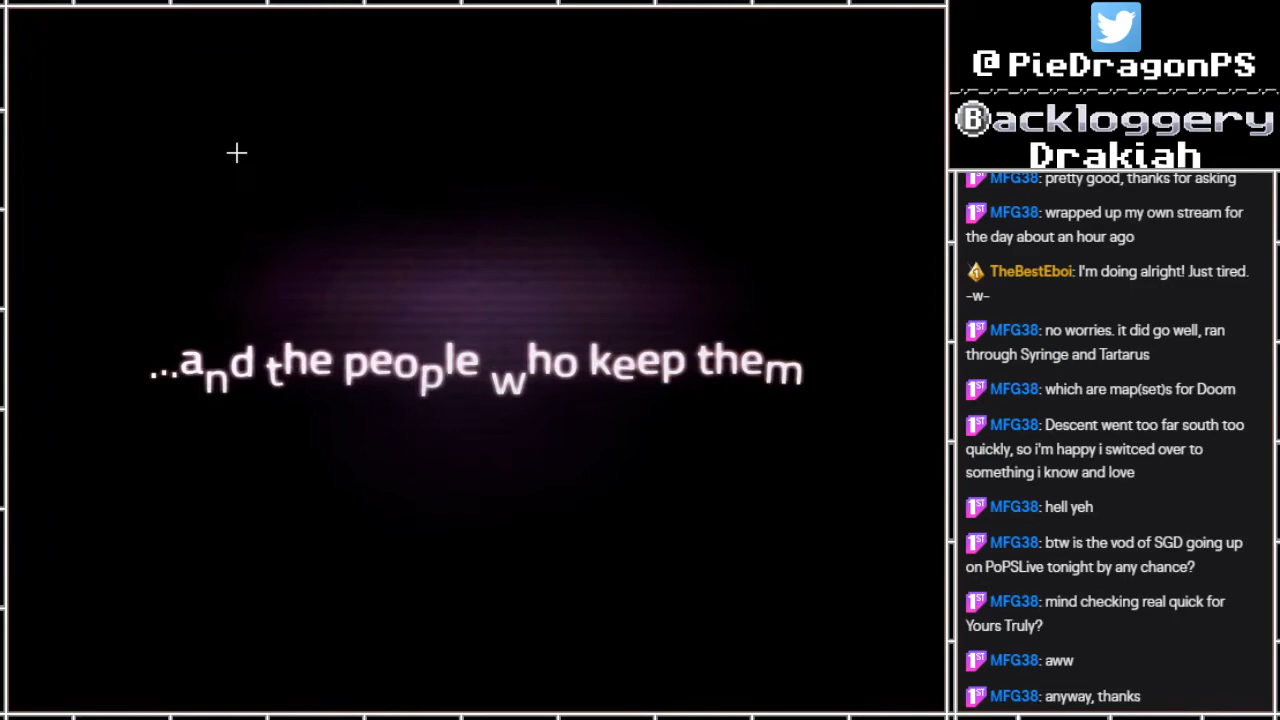 ...and the people who keep them
@PieDragonPS
Backloggery
Drakiah
MFG38: pretty good, thanks for asking
MFG38: wrapped up my own stream for
the day about an hour ago
TheBestEboi: I'm doing alright! Just tired.
-w-
MFG38: no worries. it did go well, ran
through Syringe and Tartarus
MFG38: which are map(set)s for Doom
MFG38: Descent went too far south too
quickly, so i'm happy i switced over to
something i know and love
MFG38: hell yeh
MFG38: btw is the vod of SGD going up
on PoPSLive tonight by any chance?
MFG38: mind checking real quick for
Yours Truly?
MFG38: aww
MFG38: anyway, thanks